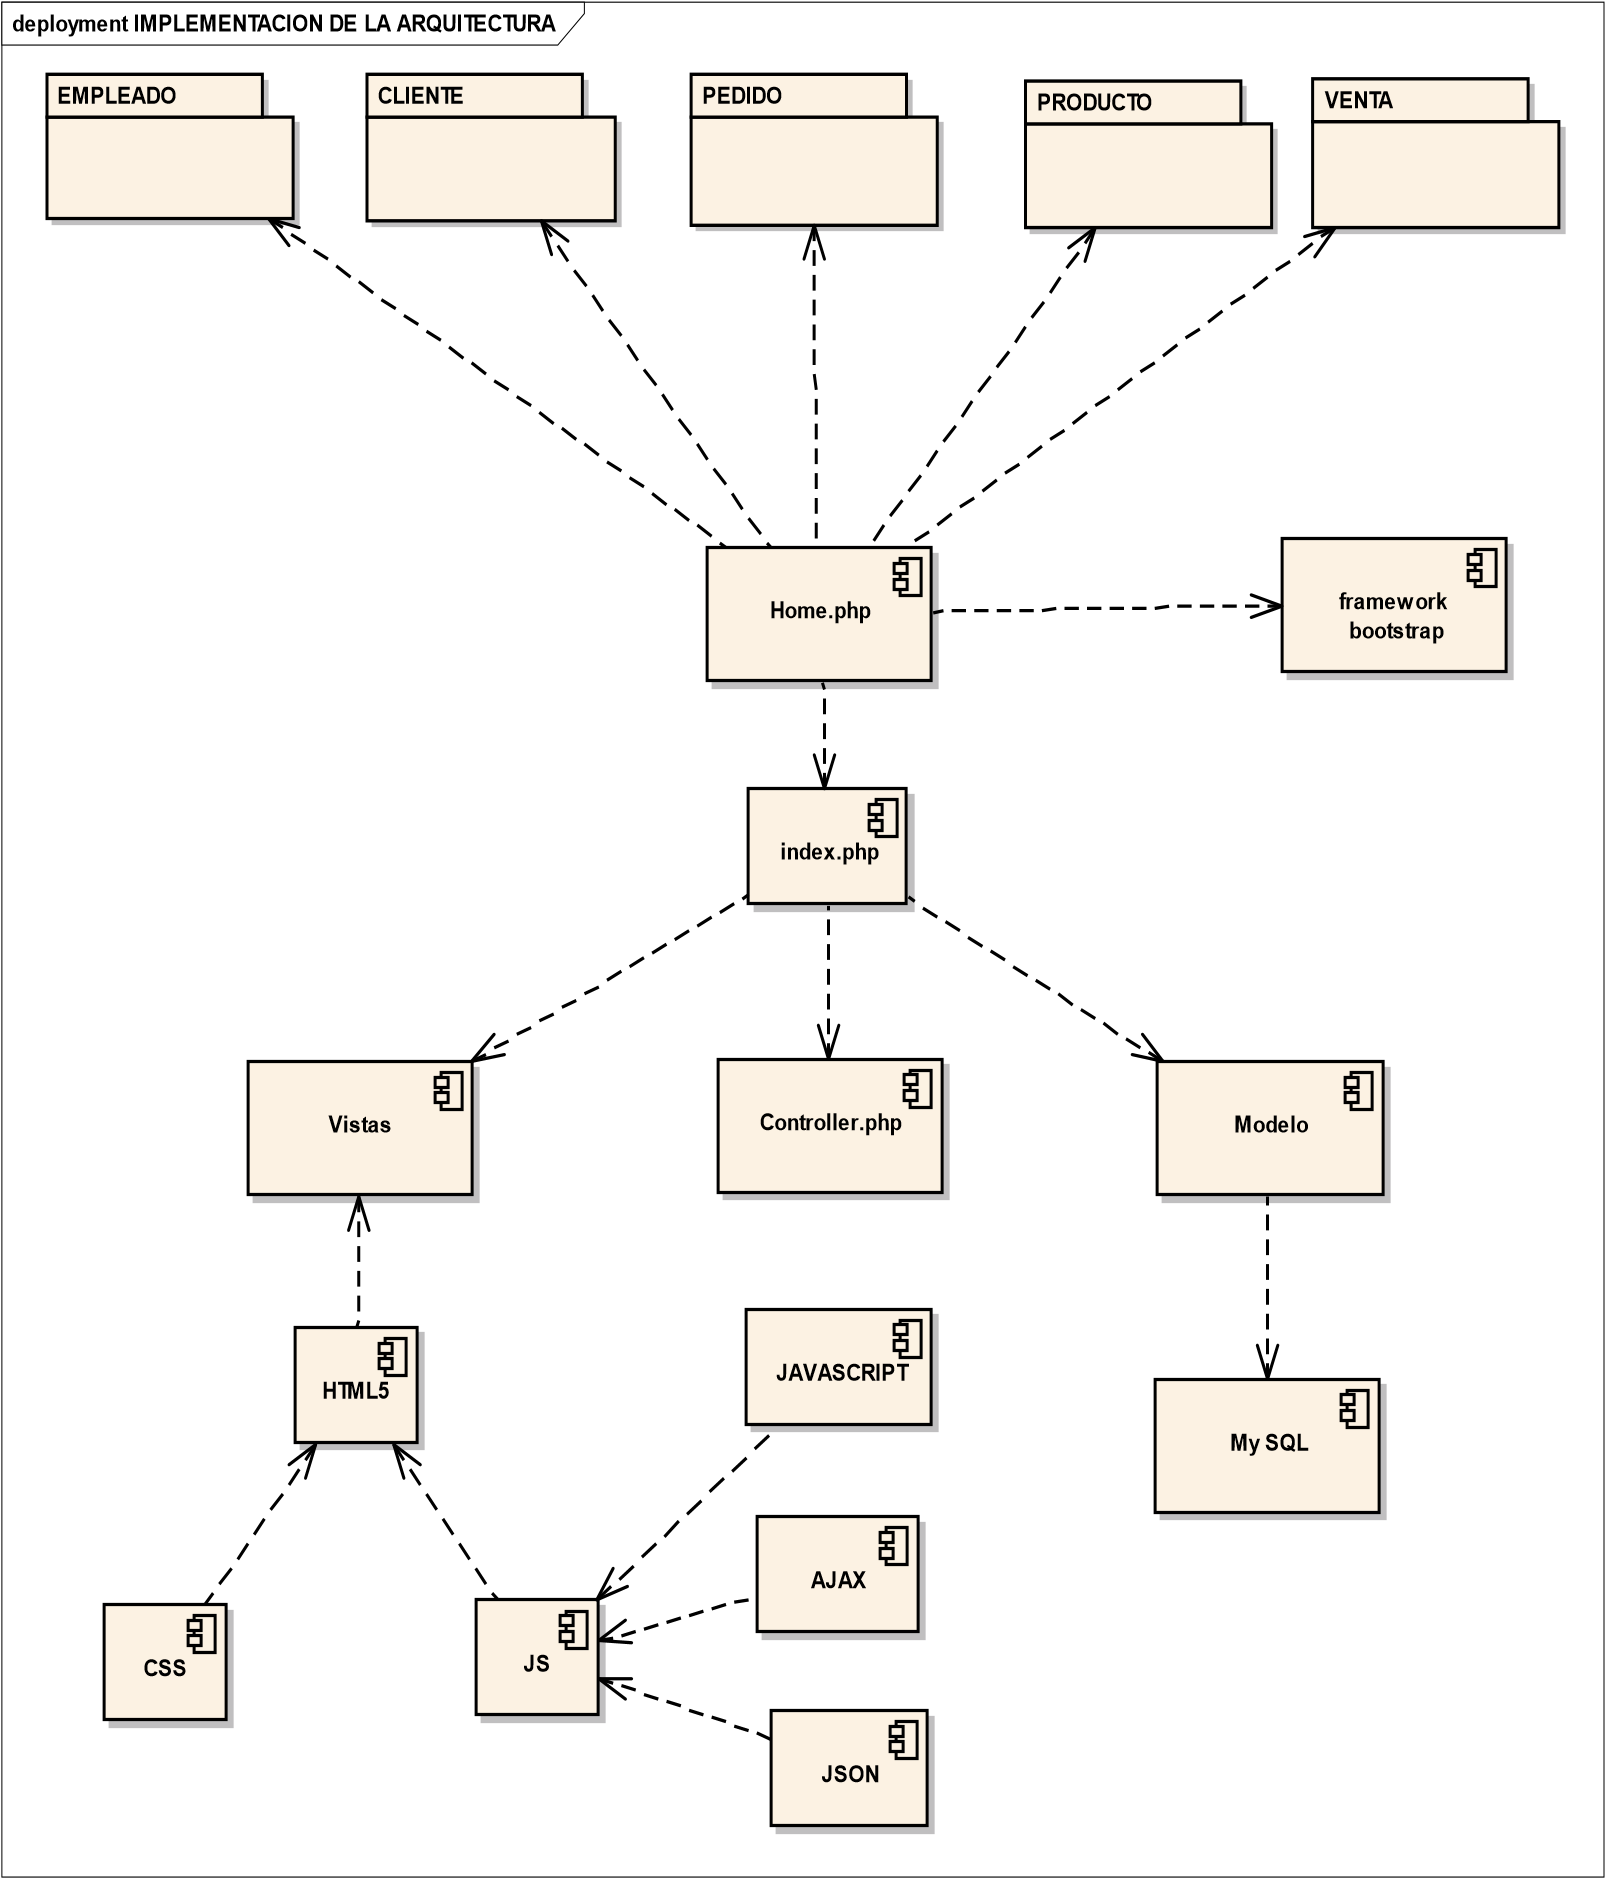 deployment IMPLEMENTACION DE LA ARQUITECTURA
EMPLEADO
CLIENTE
PEDIDO
PRODUCTO
VENTA
Home.php
framework
bootstrap
index.php
Vistas
Controller.php
Modelo
HTML5
JAVASCRIPT
My SQL
AJAX
CSS
JS
JSON